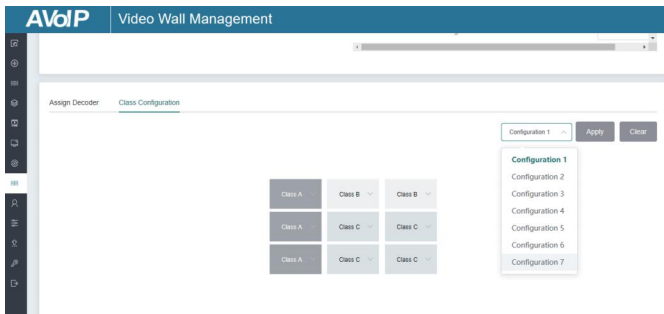 AVoIP Video Wall Management
Assign Decoder Class Configuration
Configuration 1 Apply Clear
Configuration 1
Configuration 2
Configuration 3
Configuration 4
Configuration 5
Configuration 6
Configuration 7
Class A Class B Class B
Class A Class C Class C
Class A Class C Class C